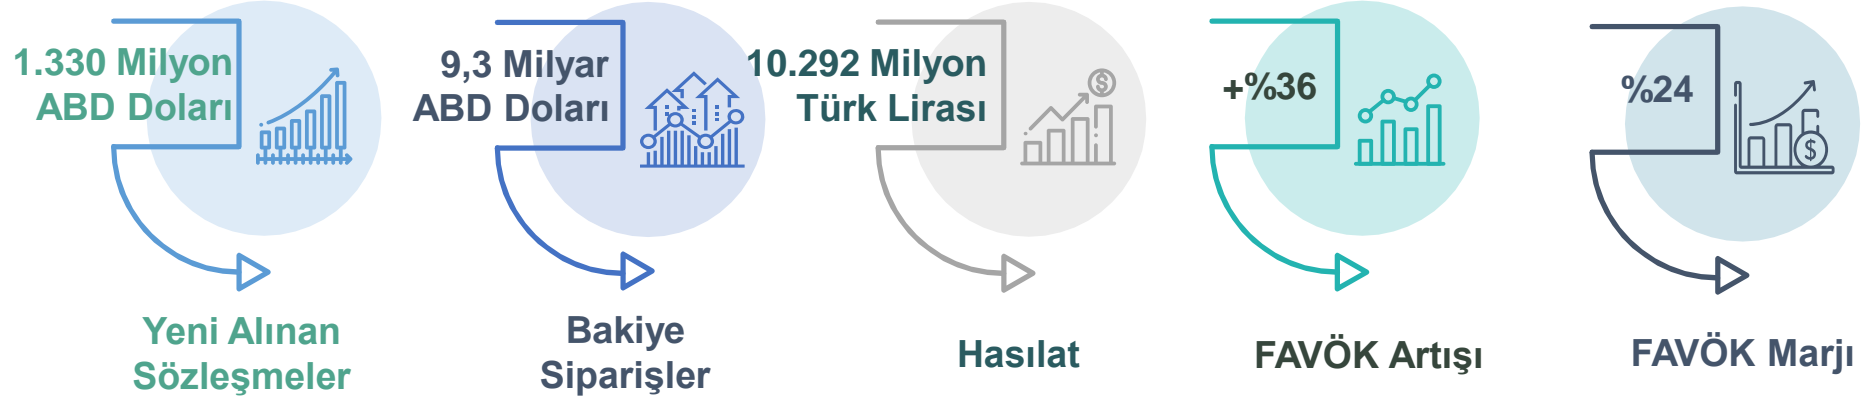 1.330 Milyon
ABD Doları
9,3 Milyar
ABD Doları
10.292 Milyon
Türk Lirası
+%36
%24
Yeni Alınan
Sözleşmeler
Bakiye
Siparişler
Hasılat
FAVÖK Artışı
FAVÖK Marjı